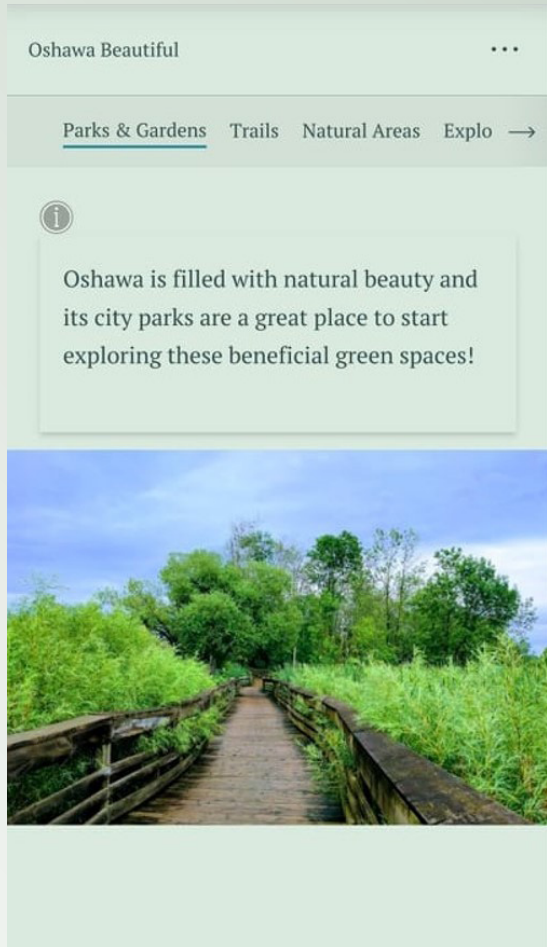 Oshawa Beautiful
Parks & Gardens Trails Natural Areas Explo
i
Oshawa is filled with natural beauty and
its city parks are a great place to start
exploring these beneficial green spaces!